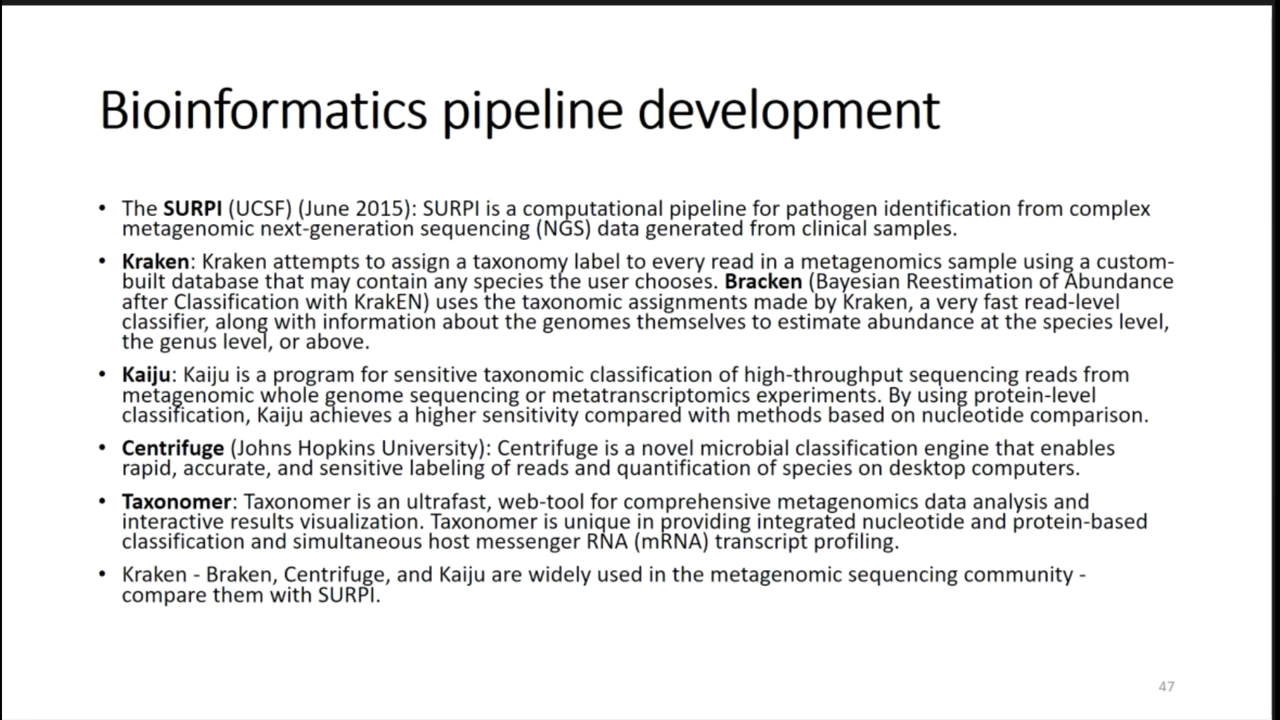 Bioinformatics pipeline development
• The SURPI (UCSF) (June 2015): SURPI is a computational pipeline for pathogen identification from complex
metagenomic next-generation sequencing (NGS) data generated from clinical samples.
• Kraken: Kraken attempts to assign a taxonomy label to every read in a metagenomics sample using a custom-
built database that may contain any species the user chooses. Bracken (Bayesian Reestimation of Abundance
after Classification with KrakEN) uses the taxonomic assignments made by Kraken, a very fast read-level
classifier, along with information about the genomes themselves to estimate abundance at the species level,
the genus level, or above.
• Kaiju: Kaiju is a program for sensitive taxonomic classification of high-throughput sequencing reads from
metagenomic whole genome sequencing or metatranscriptomics experiments. By using protein-level
classification, Kaiju achieves a higher sensitivity compared with methods based on nucleotide comparison.
• Centrifuge (Johns Hopkins University): Centrifuge is a novel microbial classification engine that enables
rapid, accurate, and sensitive labeling of reads and quantification of species on desktop computers.
• Taxonomer: Taxonomer is an ultrafast, web-tool for comprehensive metagenomics data analysis and
interactive results visualization. Taxonomer is unique in providing integrated nucleotide and protein-based
classification and simultaneous host messenger RNA (mRNA) transcript profiling.
• Kraken - Braken, Centrifuge, and Kaiju are widely used in the metagenomic sequencing community -
compare them with SURPI.
47